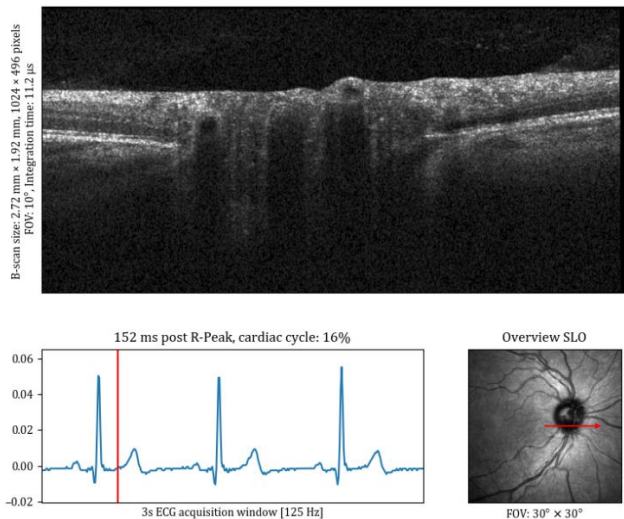 B-scan size: 2.72 mm × 1.92 mm, 1024 × 496 pixels
FOV: 10°, Integration time: 11.2 μs
152 ms post R-Peak, cardiac cycle: 16%
Overview SLO
0.06
0.04
0.02
0.00
−0.02
3s ECG acquisition window [125 Hz]
FOV: 30° × 30°